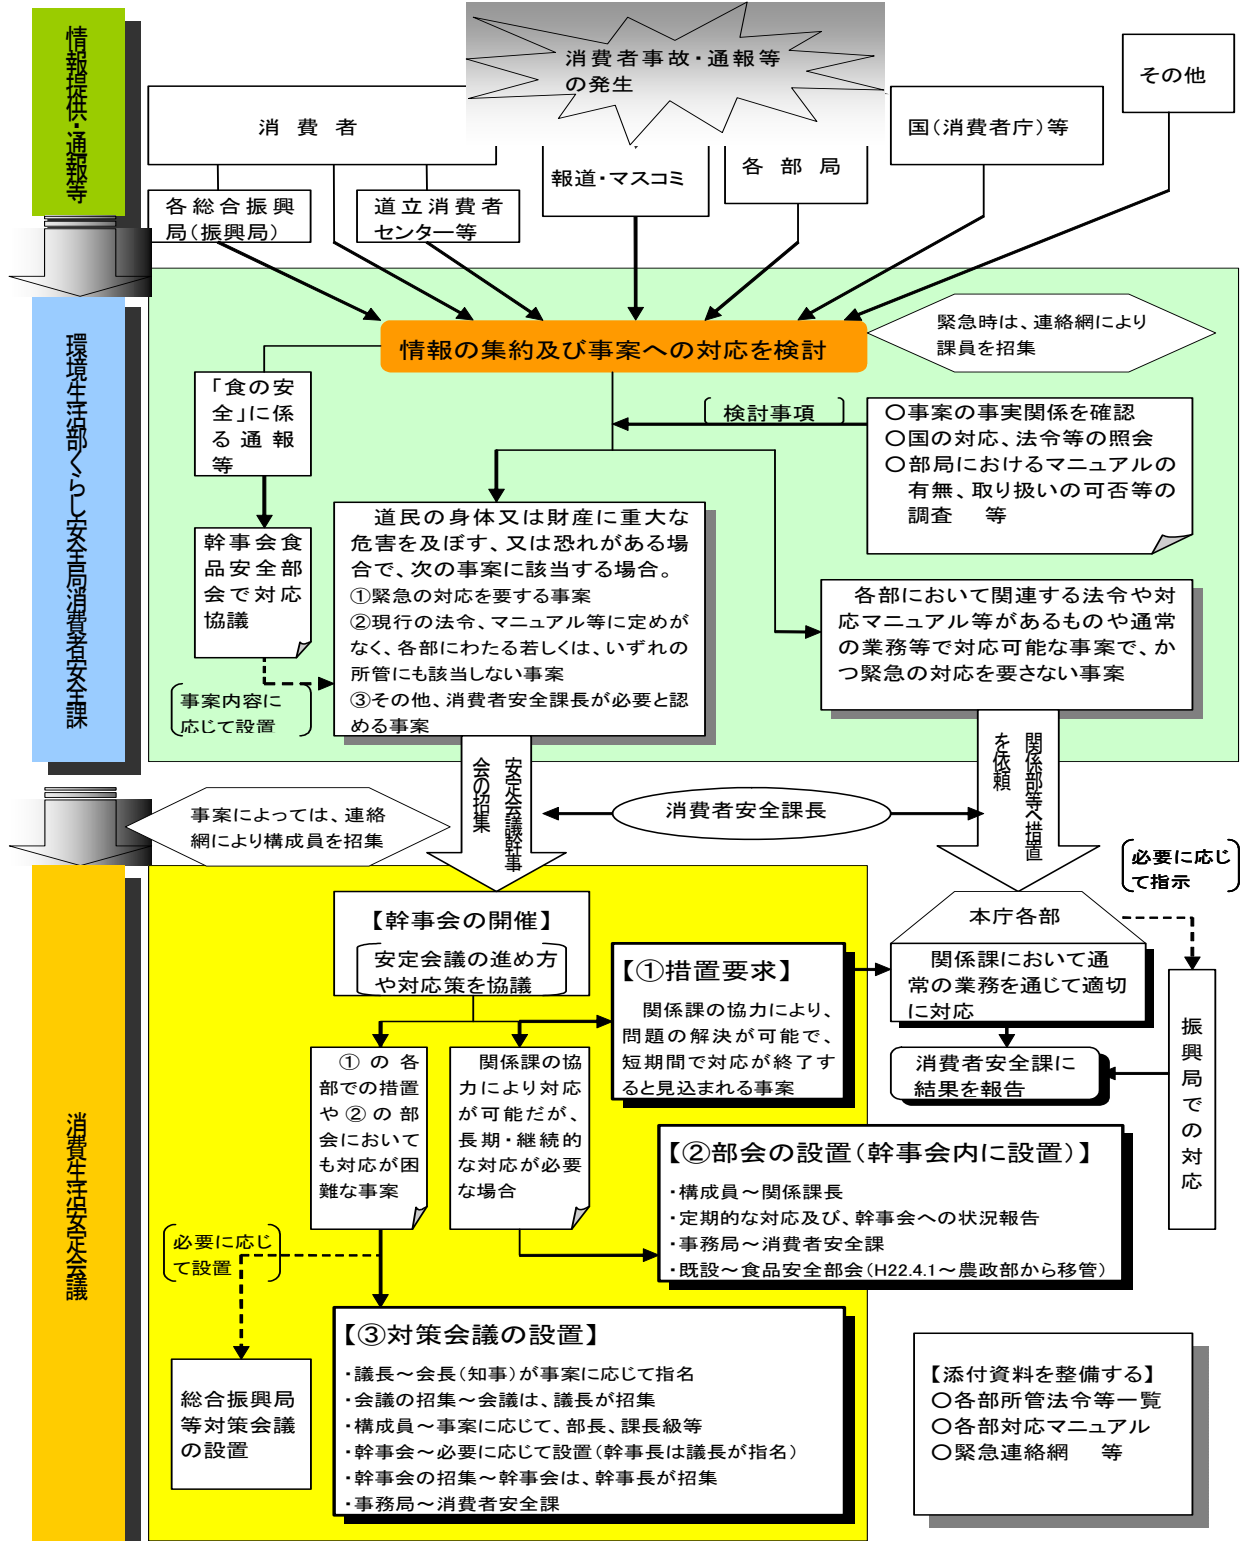 情報提供・通報等
消費者事故・通報等
の発生
その他
消　費　者
国(消費者庁)等
報道・マスコミ
各　部　局
各総合振興
局(振興局)
道立消費者
センター等
環境生活部くらし安全局消費者安全課
情報の集約及び事案への対応を検討
緊急時は、連絡網により
課員を招集
「食の安
全」に係
る通報
等
検討事項
〇事案の事実関係を確認
〇国の対応、法令等の照会
〇部局におけるマニュアルの
有無、取り扱いの可否等の
調査　等
幹事会食
品安全部
会で対応
協議
事案内容に
応じて設置
道民の身体又は財産に重大な
危害を及ぼす、又は恐れがある場
合で、次の事案に該当する場合。
①緊急の対応を要する事案
②現行の法令、マニュアル等に定めが
なく、各部にわたる若しくは、いずれの
所管にも該当しない事案
③その他、消費者安全課長が必要と認
める事案
各部において関連する法令や対
応マニュアル等があるものや通常
の業務等で対応可能な事案で、か
つ緊急の対応を要さない事案
安定会議幹事
会の招集
関係部等へ措置
を依頼
事案によっては、連絡
網により構成員を招集
消費者安全課長
必要に応じ
て指示
消費生活安定会議
【幹事会の開催】
安定会議の進め方
や対応策を協議
【①措置要求】
関係課の協力により、
問題の解決が可能で、
短期間で対応が終了す
ると見込まれる事案
本庁各部
関係課において通
常の業務を通じて適切
に対応
消費者安全課に
結果を報告
振興局での対応
①の各
部での措置
や②の部
会において
も対応が困
難な事案
関係課の協
力により対応
が可能だが、
長期・継続的
な対応が必要
な場合
【②部会の設置(幹事会内に設置)】
・構成員～関係課長
・定期的な対応及び、幹事会への状況報告
・事務局～消費者安全課
・既設～食品安全部会(H22.4.1～農政部から移管)
必要に応じ
て設置
【③対策会議の設置】
・議長～会長(知事)が事案に応じて指名
・会議の招集～会議は、議長が招集
・構成員～事案に応じて、部長、課長級等
・幹事会～必要に応じて設置(幹事長は議長が指名)
・幹事会の招集～幹事会は、幹事長が招集
・事務局～消費者安全課
総合振興局
等対策会議
の設置
【添付資料を整備する】
〇各部所管法令等一覧
〇各部対応マニュアル
〇緊急連絡網　等